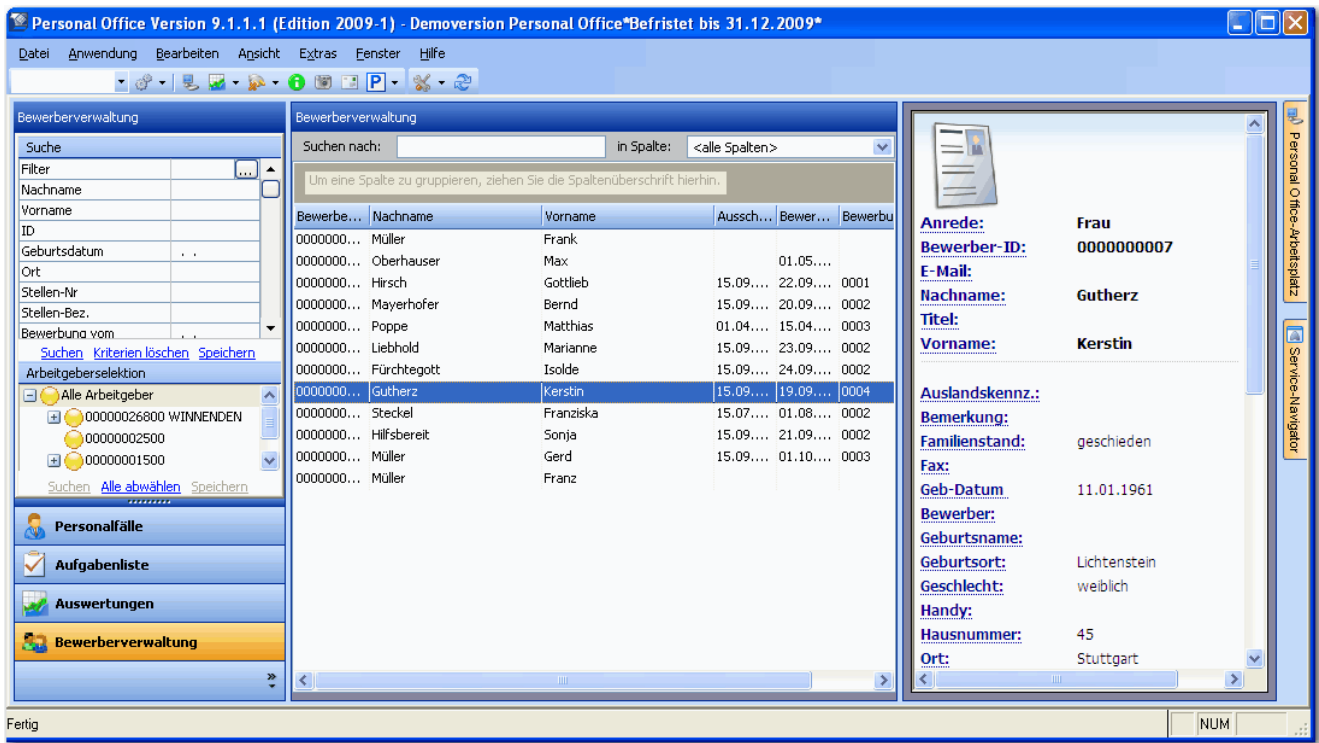 Personal Office Version 9.1.1.1 (Edition 2009-1) - Demoversion Personal Office*Befristet bis 31.12.2009*
Datei Anwendung Bearbeiten Ansicht Extras Fenster Hilfe
P
Bewerberverwaltung
Suche
Filter ...
Nachname
Vorname
ID
Geburtsdatum . .
Ort
Stellen-Nr
Stellen-Bez.
Bewerbung vom . .
Suchen Kriterien löschen Speichern
Arbeitgeberselektion
Alle Arbeitgeber
00000026800 WINNENDEN
00000002500
00000001500
Suchen Alle abwählen Speichern
Personalfälle
Aufgabenliste
Auswertungen
Bewerberverwaltung
Bewerberverwaltung
Suchen nach: in Spalte: <alle Spalten>
Um eine Spalte zu gruppieren, ziehen Sie die Spaltenüberschrift hierhin.
Bewerbe... Nachname Vorname Aussch... Bewer... Bewerbu
0000000... Müller Frank
0000000... Oberhauser Max 01.05....
0000000... Hirsch Gottlieb 15.09.... 22.09.... 0001
0000000... Mayerhofer Bernd 15.09.... 20.09.... 0002
0000000... Poppe Matthias 01.04.... 15.04.... 0003
0000000... Liebhold Marianne 15.09.... 23.09.... 0002
0000000... Fürchtegott Isolde 15.09.... 24.09.... 0002
0000000... Gutherz Kerstin 15.09.... 19.09.... 0004
0000000... Steckel Franziska 15.07.... 01.08.... 0002
0000000... Hilfsbereit Sonja 15.09.... 21.09.... 0002
0000000... Müller Gerd 15.09.... 01.10.... 0003
0000000... Müller Franz
Anrede: Frau
Bewerber-ID: 0000000007
E-Mail:
Nachname: Gutherz
Titel:
Vorname: Kerstin
Auslandskennz.:
Bemerkung:
Familienstand: geschieden
Fax:
Geb-Datum 11.01.1961
Bewerber:
Geburtsname:
Geburtsort: Lichtenstein
Geschlecht: weiblich
Handy:
Hausnummer: 45
Ort: Stuttgart
Personal Office-Arbeitsplatz
Service-Navigator
Fertig NUM